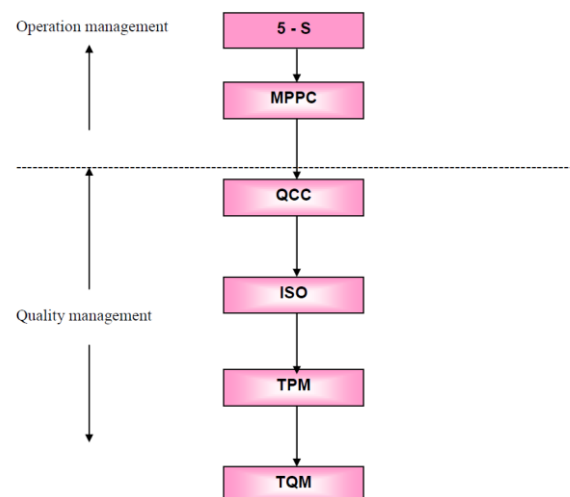 Operation management
5 - S
MPPC
QCC
ISO
Quality management
TPM
TQM